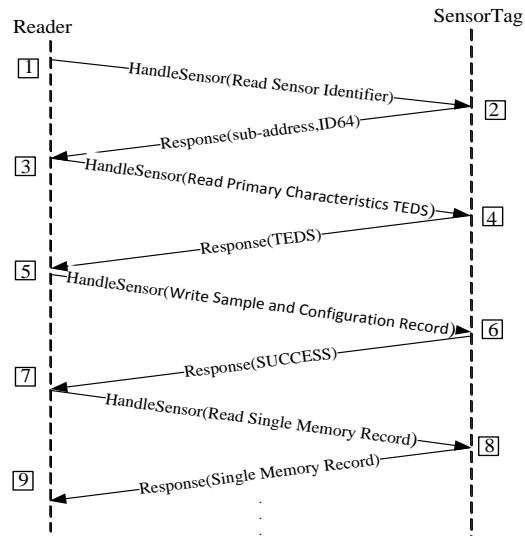 Reader
SensorTag
1
HandleSensor(Read Sensor Identifier)
2
Response(sub-address,ID64)
3
HandleSensor(Read Primary Characteristics TEDS)
4
Response(TEDS)
5
HandleSensor(Write Sample and Configuration Record)
6
Response(SUCCESS)
7
HandleSensor(Read Single Memory Record)
8
Response(Single Memory Record)
9